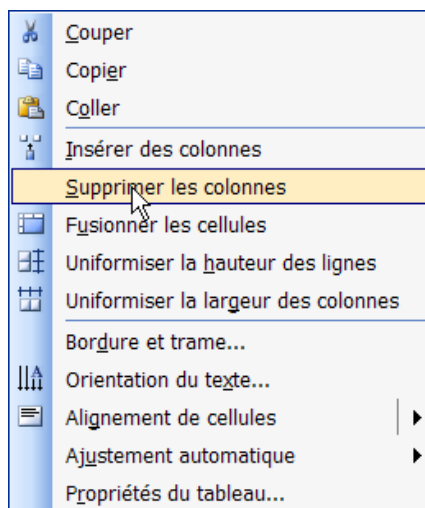 Couper
Copier
Coller
Insérer des colonnes
Supprimer les colonnes
Fusionner les cellules
Uniformiser la hauteur des lignes
Uniformiser la largeur des colonnes
Bordure et trame...
Orientation du texte...
Alignement de cellules
Ajustement automatique
Propriétés du tableau...